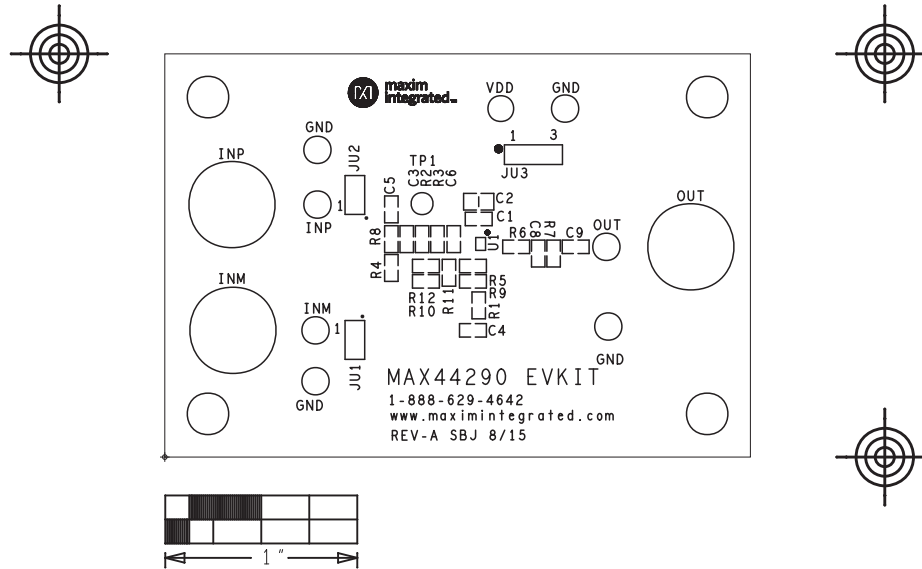 maxim
integrated™
VDD
GND
GND
INP
JU2
1
3
JU3
C5
TP1
C3
R2
R3
C6
C2
C1
1
INP
OUT
OUT
R8
U1
R6
C8
R7
C9
R4
INM
INM
R12
R10
R11
R5
R9
R1
C4
1
JU1
GND
GND
MAX44290 EVKIT
1-888-629-4642
www.maximintegrated.com
REV-A SBJ 8/15
1"